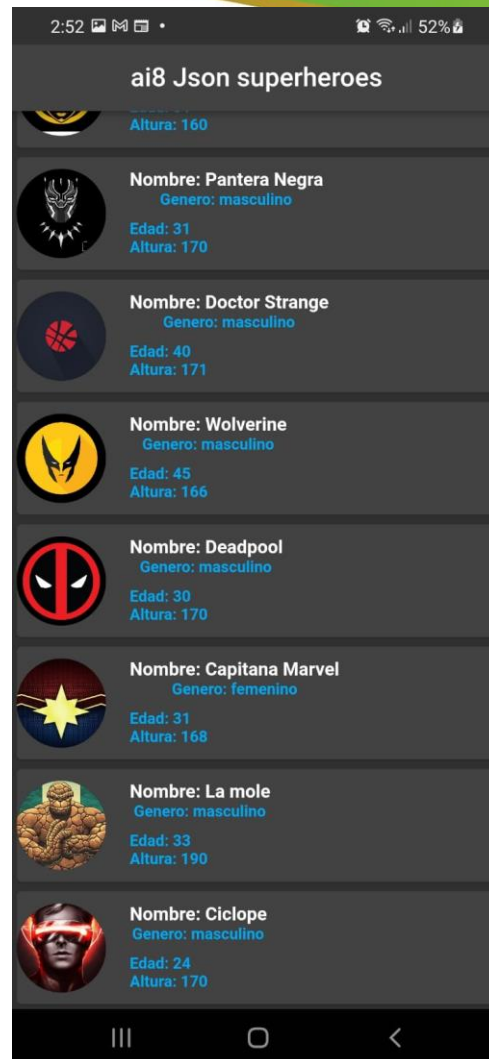 2:52
52%
ai8 Json superheroes
Altura: 160
Nombre: Pantera Negra
Genero: masculino
Edad: 31
Altura: 170
Nombre: Doctor Strange
Genero: masculino
Edad: 40
Altura: 171
Nombre: Wolverine
Genero: masculino
Edad: 45
Altura: 166
Nombre: Deadpool
Genero: masculino
Edad: 30
Altura: 170
Nombre: Capitana Marvel
Genero: femenino
Edad: 31
Altura: 168
Nombre: La mole
Genero: masculino
Edad: 33
Altura: 190
Nombre: Ciclope
Genero: masculino
Edad: 24
Altura: 170